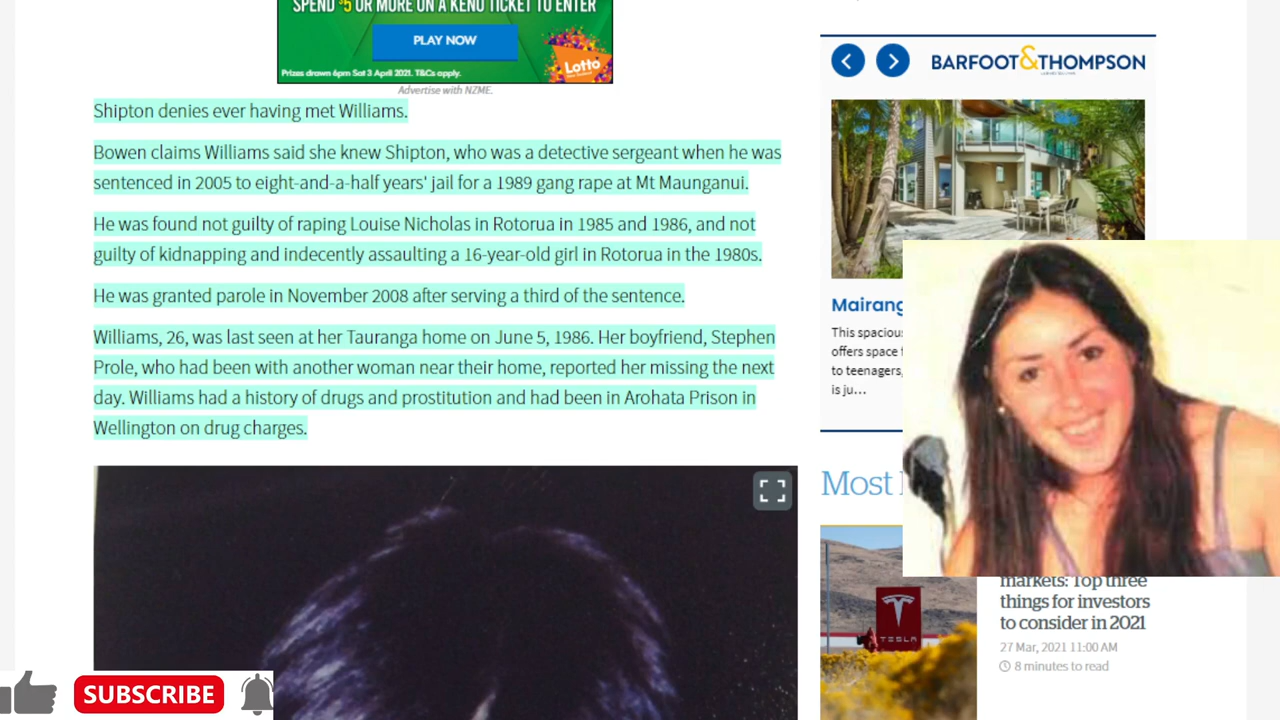 SPEND $5 OR MORE ON A KENO TICKET TO ENTER
PLAY NOW
Lotto
Prizes drawn 6pm Sat 3 April 2021. T&Cs apply.
Advertise with NZME.
Shipton denies ever having met Williams.
Bowen claims Williams said she knew Shipton, who was a detective sergeant when he was
sentenced in 2005 to eight-and-a-half years' jail for a 1989 gang rape at Mt Maunganui.
He was found not guilty of raping Louise Nicholas in Rotorua in 1985 and 1986, and not
guilty of kidnapping and indecently assaulting a 16-year-old girl in Rotorua in the 1980s.
He was granted parole in November 2008 after serving a third of the sentence.
Williams, 26, was last seen at her Tauranga home on June 5, 1986. Her boyfriend, Stephen
Prole, who had been with another woman near their home, reported her missing the next
day. Williams had a history of drugs and prostitution and had been in Arohata Prison in
Wellington on drug charges.
SUBSCRIBE
BARFOOT&THOMPSON
Mairang
This spacious
offers space
to teenagers,
is ju...
Most
TESLA
markets: Top three
things for investors
to consider in 2021
27 Mar, 2021 11:00 AM
8 minutes to read